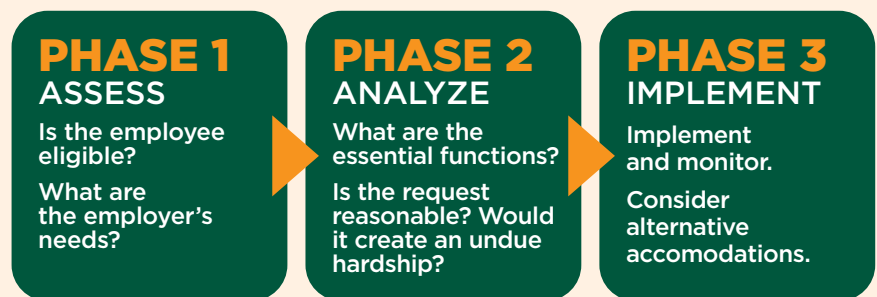 PHASE 1
ASSESS
Is the employee
eligible?
What are
the employer's
needs?
PHASE 2
ANALYZE
What are the
essential functions?
Is the request
reasonable? Would
it create an undue
hardship?
PHASE 3
IMPLEMENT
Implement
and monitor.
Consider
alternative
accomodations.